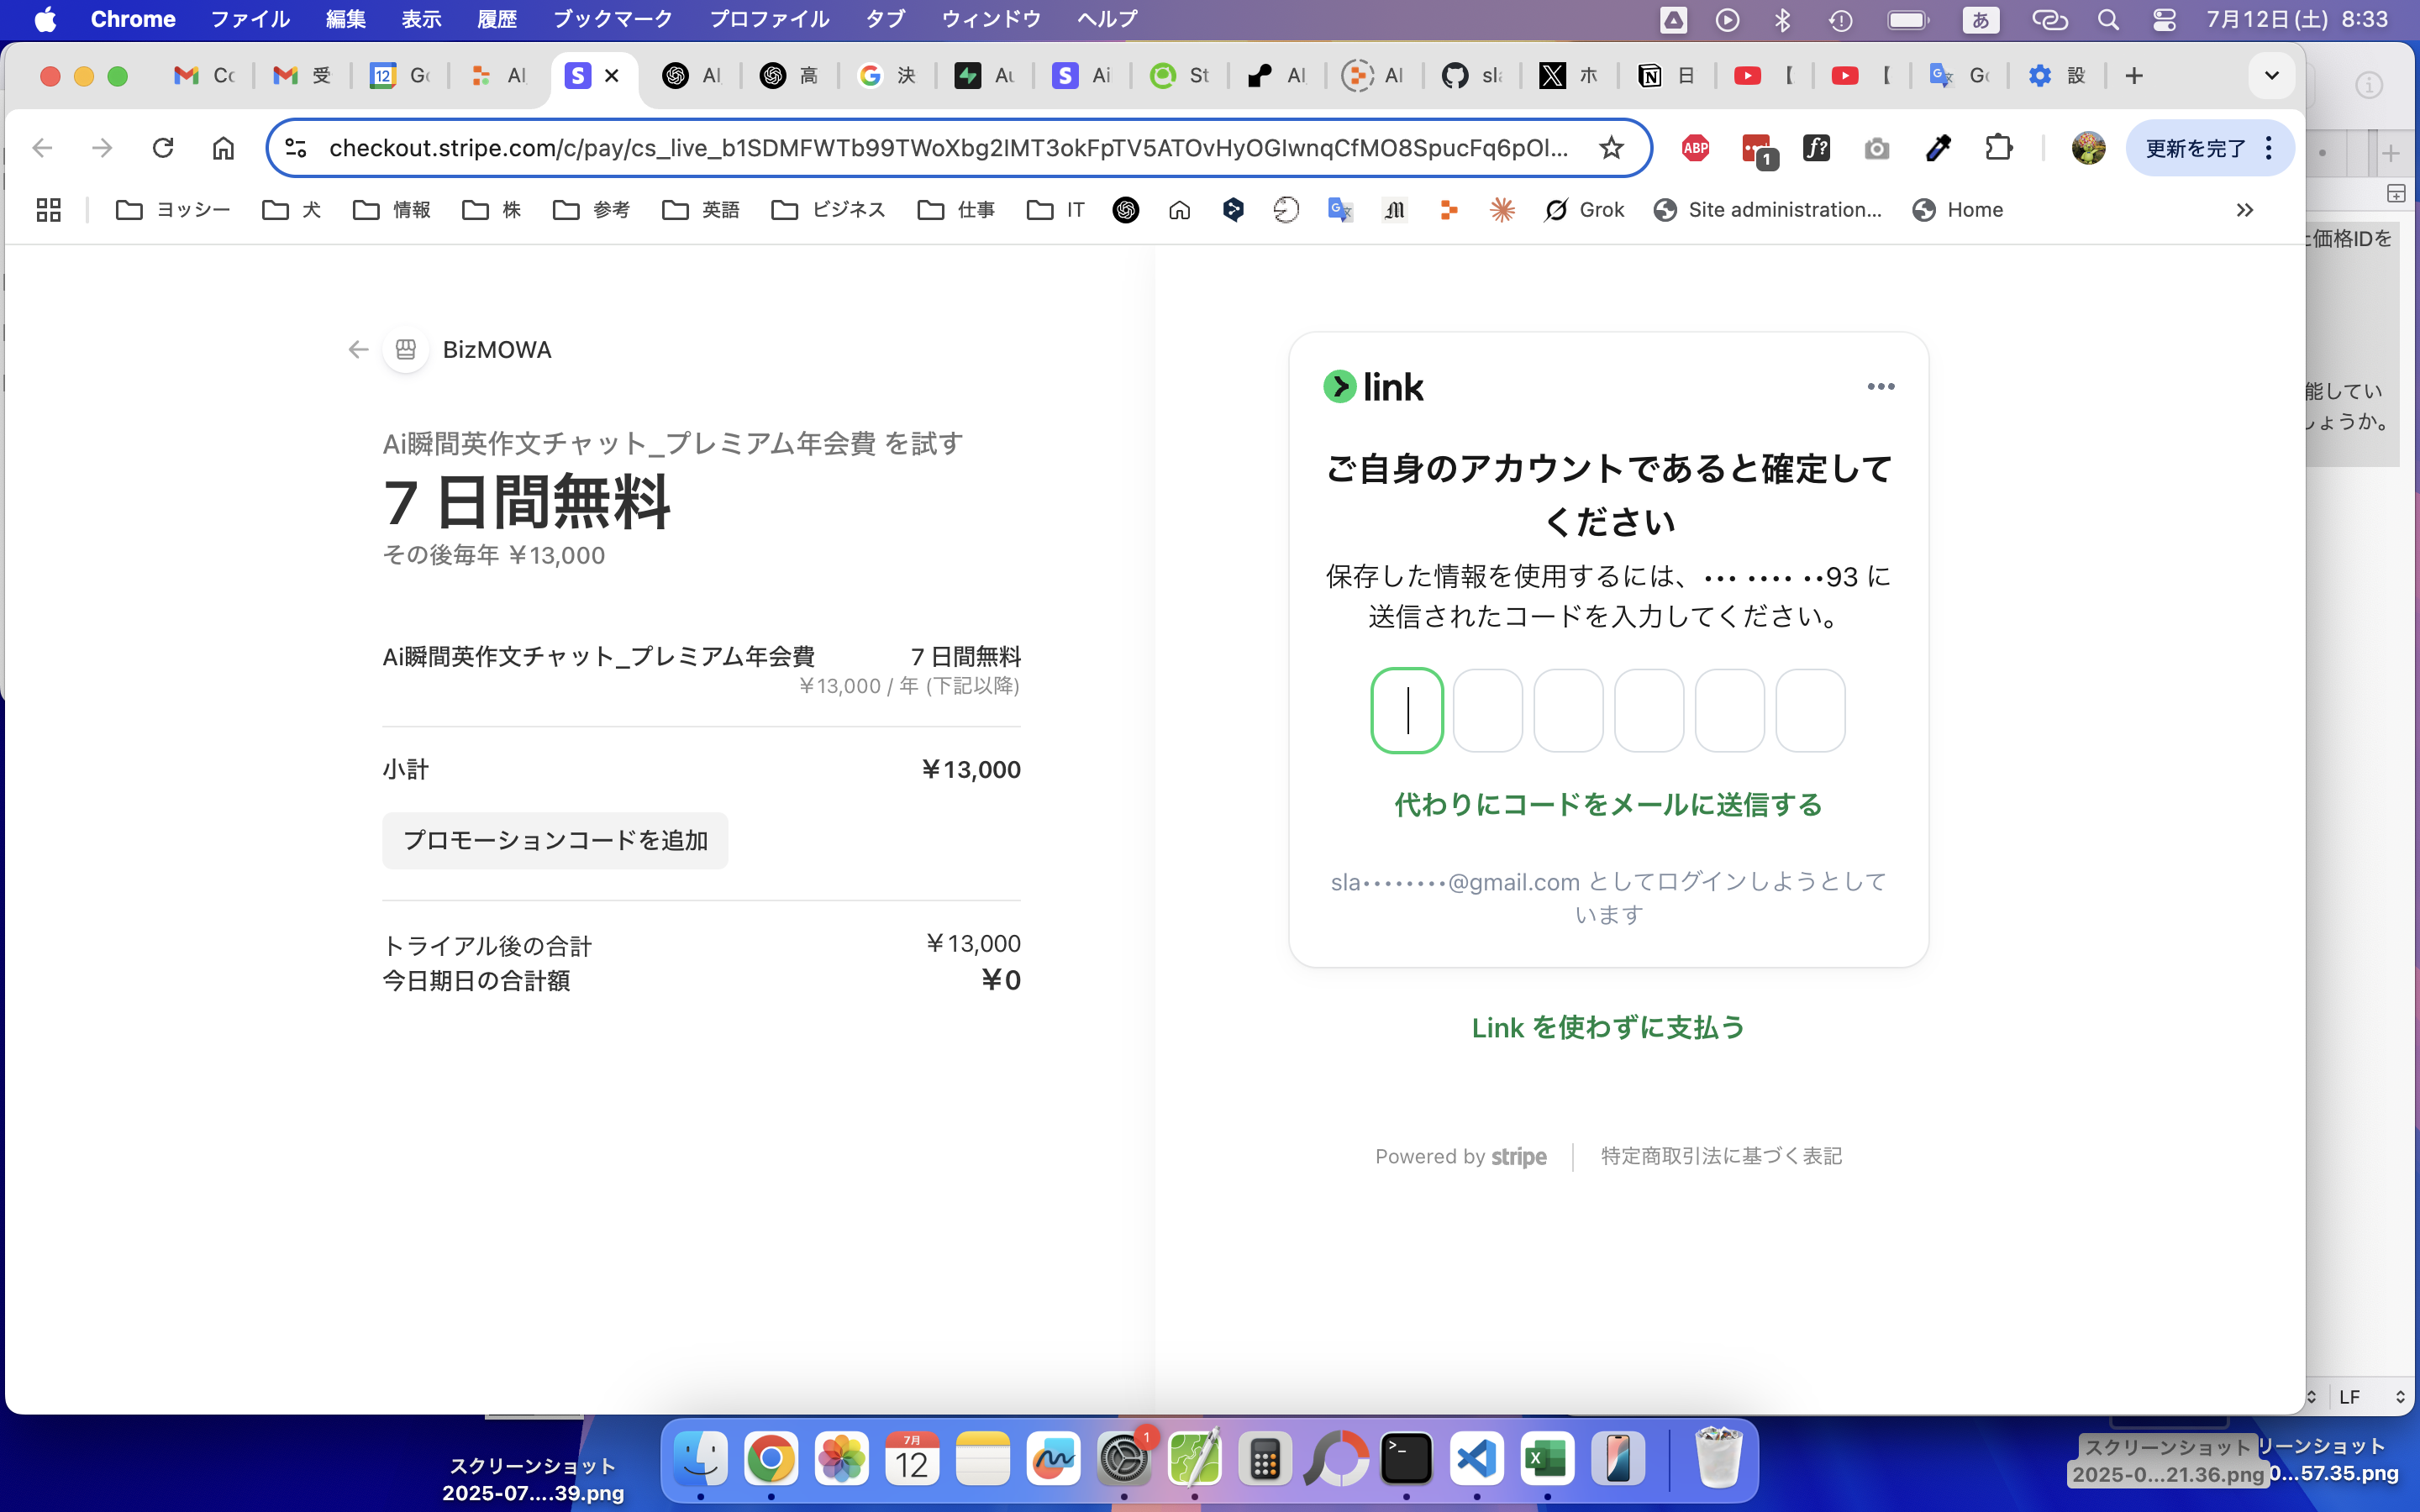 Chrome ファイル 編集 表示 履歴 ブックマーク プロファイル タブ ウィンドウ ヘルプ あ 7月12日(土) 8:33
受 12 AI S AI 高 決 S Ai St AI AI ホ 日 【 【 設
checkout.stripe.com/c/pay/cs_live_b1SDMFWTb99TWoXbg2IMT3okFpTV5ATOvHyOGIwnqCfMO8SpucFq6pOl... ABP 1 f? 更新を完了
ヨッシー 犬 情報 株 参考 英語 ビジネス 仕事 IT Grok Site administration... Home
価格IDを
能してい
しょうか。
BizMOWA
Ai瞬間英作文チャット_プレミアム年会費 を試す
7 日間無料
その後毎年 ¥13,000
Ai瞬間英作文チャット_プレミアム年会費 7 日間無料
¥13,000 / 年 (下記以降)
小計 ¥13,000
プロモーションコードを追加
トライアル後の合計 ¥13,000
今日期日の合計額 ¥0
link
ご自身のアカウントであると確定して
ください
保存した情報を使用するには、••• •••• ••93 に
送信されたコードを入力してください。
代わりにコードをメールに送信する
sla••••••••@gmail.com としてログインしようとして
います
Link を使わずに支払う
Powered by stripe 特定商取引法に基づく表記
LF
7月
12
1
スクリーンショット
2025-07....39.png
スクリーンショット
2025-0...21.36.png
リーンショット
0...57.35.png